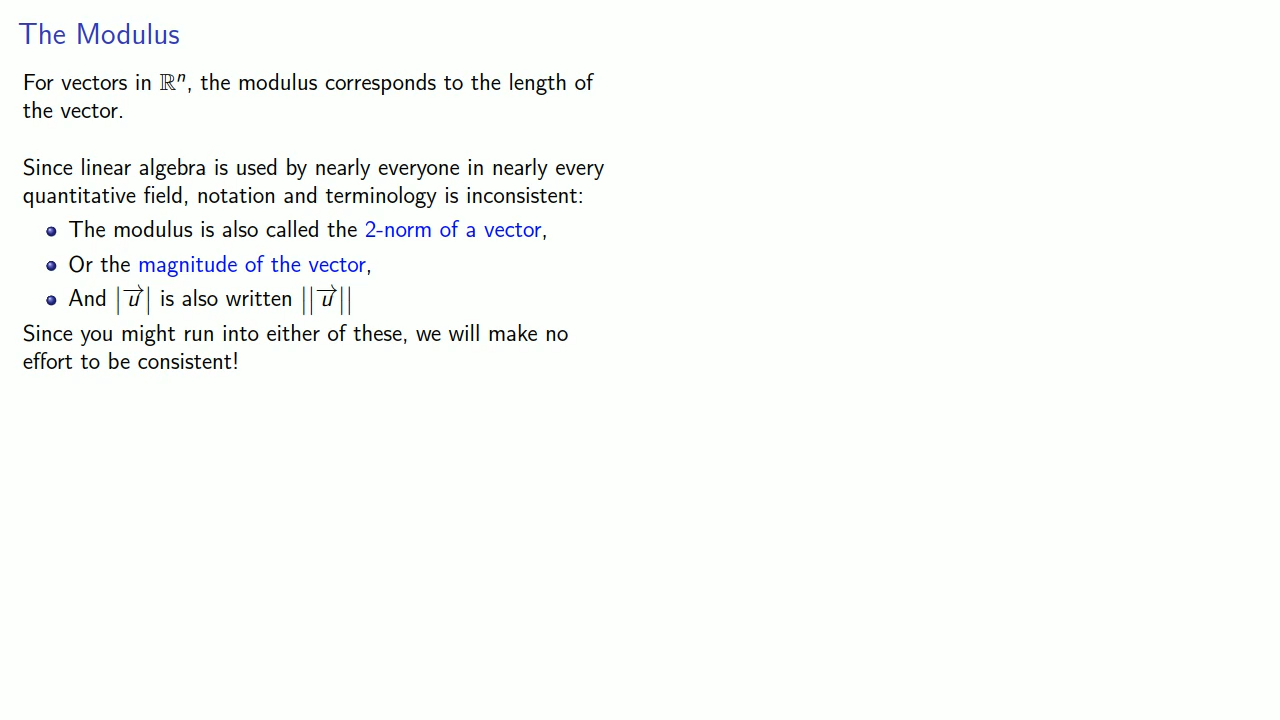 The Modulus
For vectors in ℝⁿ, the modulus corresponds to the length of
the vector.
Since linear algebra is used by nearly everyone in nearly every
quantitative field, notation and terminology is inconsistent:
The modulus is also called the 2-norm of a vector,
Or the magnitude of the vector,
And |u⃗| is also written ||u⃗||
Since you might run into either of these, we will make no
effort to be consistent!